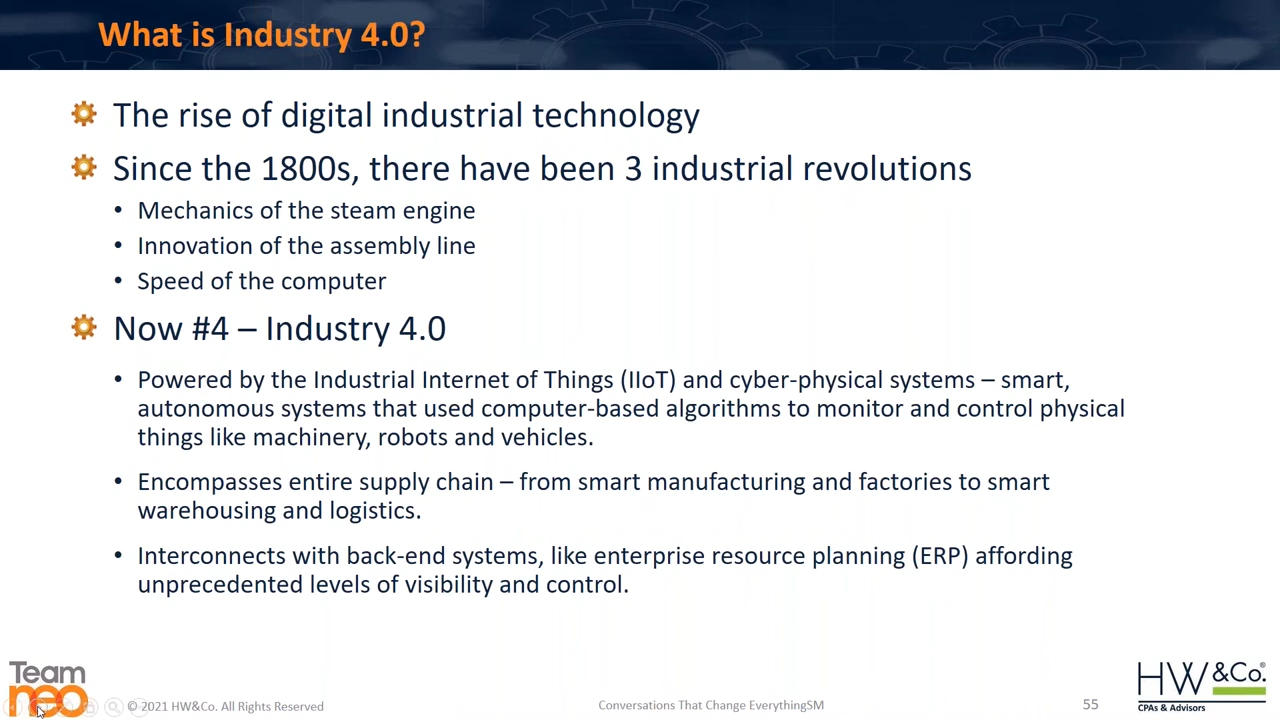 What is Industry 4.0?
The rise of digital industrial technology
Since the 1800s, there have been 3 industrial revolutions
• Mechanics of the steam engine
• Innovation of the assembly line
• Speed of the computer
Now #4 – Industry 4.0
• Powered by the Industrial Internet of Things (IIoT) and cyber-physical systems – smart,
autonomous systems that used computer-based algorithms to monitor and control physical
things like machinery, robots and vehicles.
• Encompasses entire supply chain – from smart manufacturing and factories to smart
warehousing and logistics.
• Interconnects with back-end systems, like enterprise resource planning (ERP) affording
unprecedented levels of visibility and control.
Team
neo
© 2021 HW&Co. All Rights Reserved
Conversations That Change EverythingSM
55
HW&Co.
CPAs & Advisors